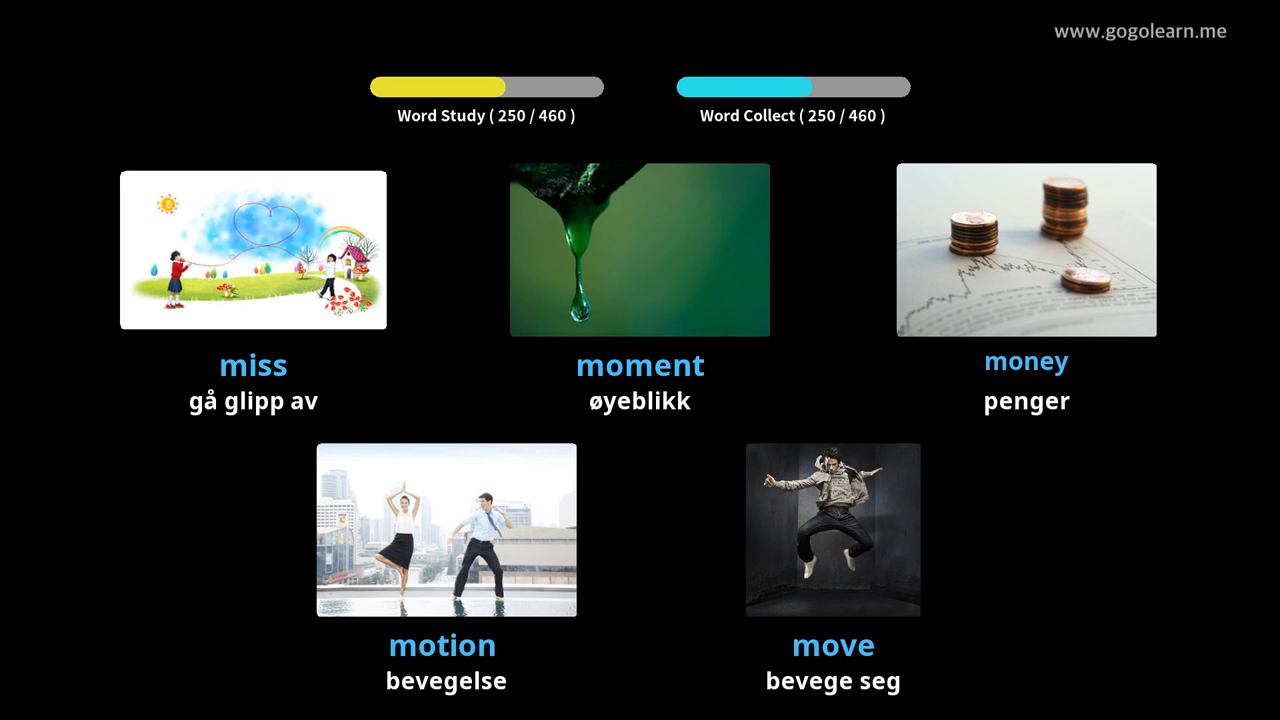 www.gogolearn.me
Word Study ( 250 / 460 )
Word Collect ( 250 / 460 )
miss
gå glipp av
moment
øyeblikk
money
penger
motion
bevegelse
move
bevege seg